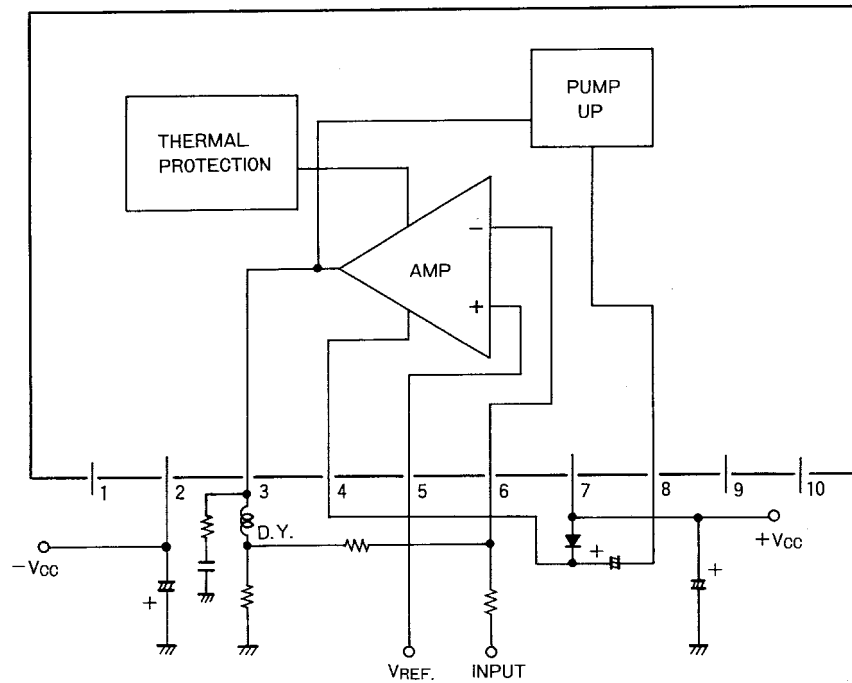 PUMP
UP
THERMAL
PROTECTION
−
AMP
+
1 2 3 4 5 6 7 8 9 10
D.Y.
+VCC
−VCC
+
+
+
VREF. INPUT